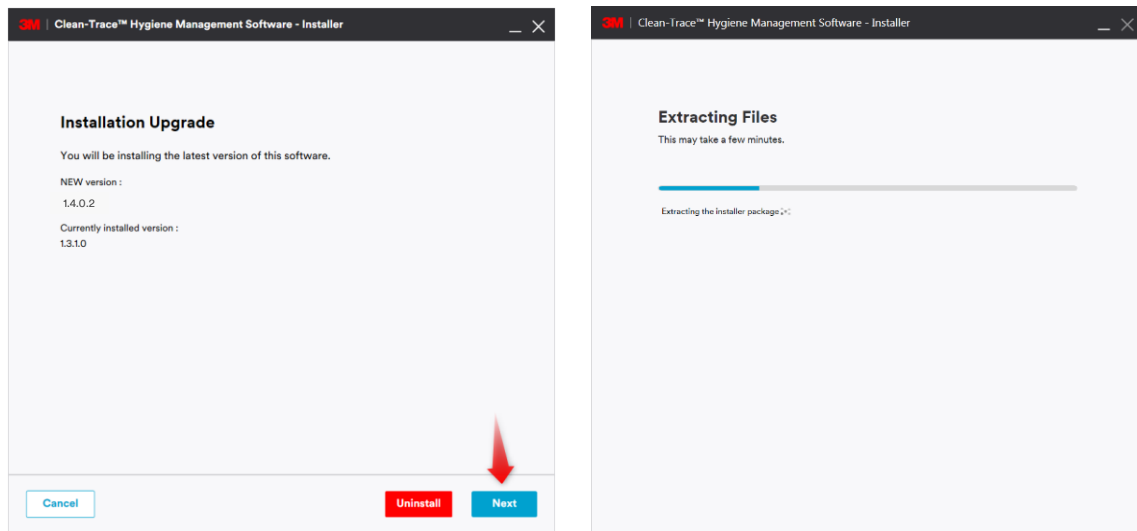 3M | Clean-Trace™ Hygiene Management Software - Installer
Installation Upgrade
You will be installing the latest version of this software.
NEW version :
1.4.0.2
Currently installed version :
1.3.1.0
Cancel
Uninstall
Next
3M | Clean-Trace™ Hygiene Management Software - Installer
Extracting Files
This may take a few minutes.
Extracting the installer package